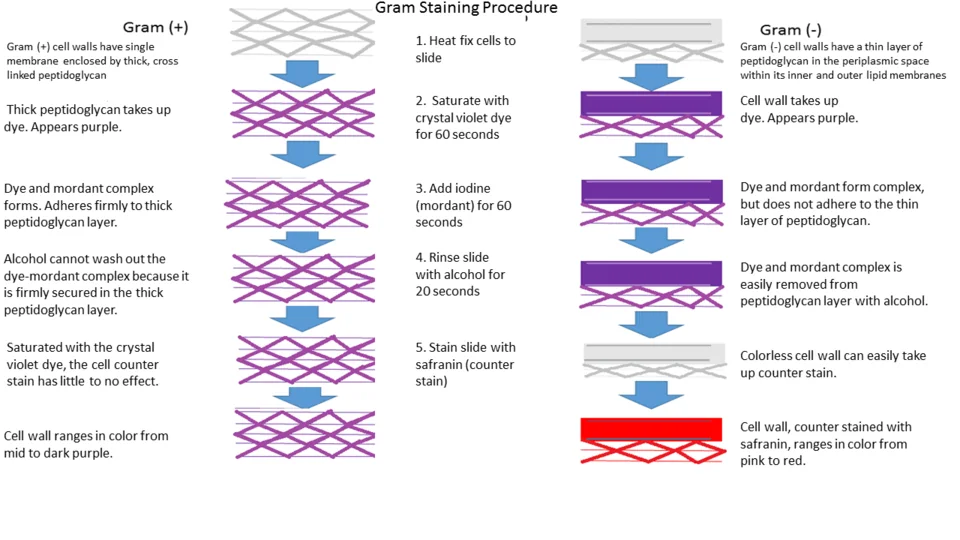 Gram Staining Procedure
Gram (+)
Gram (+) cell walls have single
membrane enclosed by thick, cross
linked peptidoglycan
Thick peptidoglycan takes up
dye. Appears purple.
Dye and mordant complex
forms. Adheres firmly to thick
peptidoglycan layer.
Alcohol cannot wash out the
dye-mordant complex because it
is firmly secured in the thick
peptidoglycan layer.
Saturated with the crystal
violet dye, the cell counter
stain has little to no effect.
Cell wall ranges in color from
mid to dark purple.
1. Heat fix cells to
slide
2. Saturate with
crystal violet dye
for 60 seconds
3. Add iodine
(mordant) for 60
seconds
4. Rinse slide
with alcohol for
20 seconds
5. Stain slide with
safranin (counter
stain)
Gram (-)
Gram (-) cell walls have a thin layer of
peptidoglycan in the periplasmic space
within its inner and outer lipid membranes
Cell wall takes up
dye. Appears purple.
Dye and mordant form complex,
but does not adhere to the thin
layer of peptidoglycan.
Dye and mordant complex is
easily removed from
peptidoglycan layer with alcohol.
Colorless cell wall can easily take
up counter stain.
Cell wall, counter stained with
safranin, ranges in color from
pink to red.